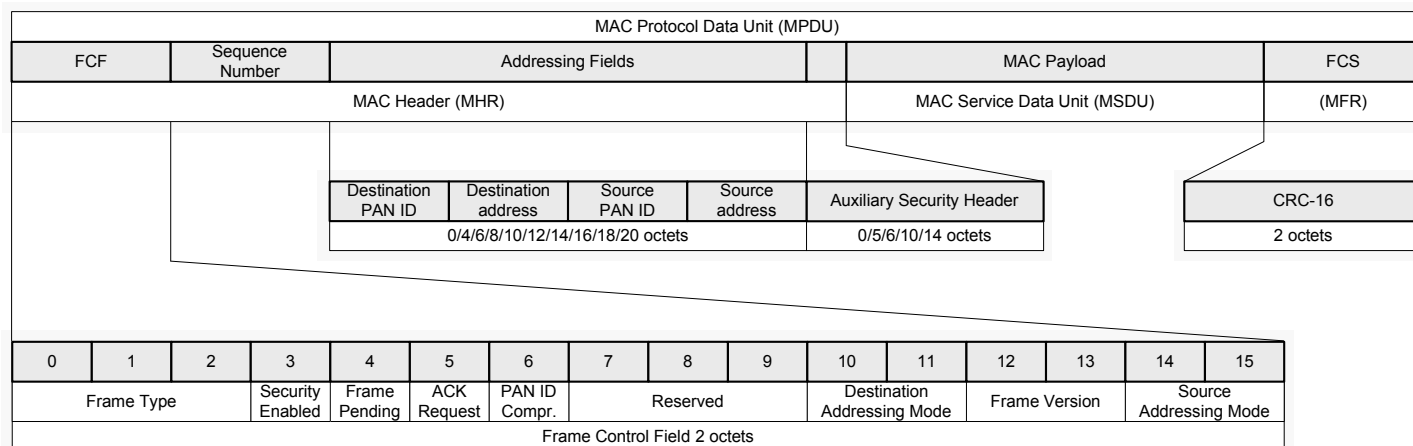 MAC Protocol Data Unit (MPDU)
FCF Sequence Number Addressing Fields MAC Payload FCS
MAC Header (MHR) MAC Service Data Unit (MSDU) (MFR)
Destination PAN ID Destination address Source PAN ID Source address Auxiliary Security Header CRC-16
0/4/6/8/10/12/14/16/18/20 octets 0/5/6/10/14 octets 2 octets
0 1 2 3 4 5 6 7 8 9 10 11 12 13 14 15
Frame Type Security Enabled Frame Pending ACK Request PAN ID Compr. Reserved Destination Addressing Mode Frame Version Source Addressing Mode
Frame Control Field 2 octets